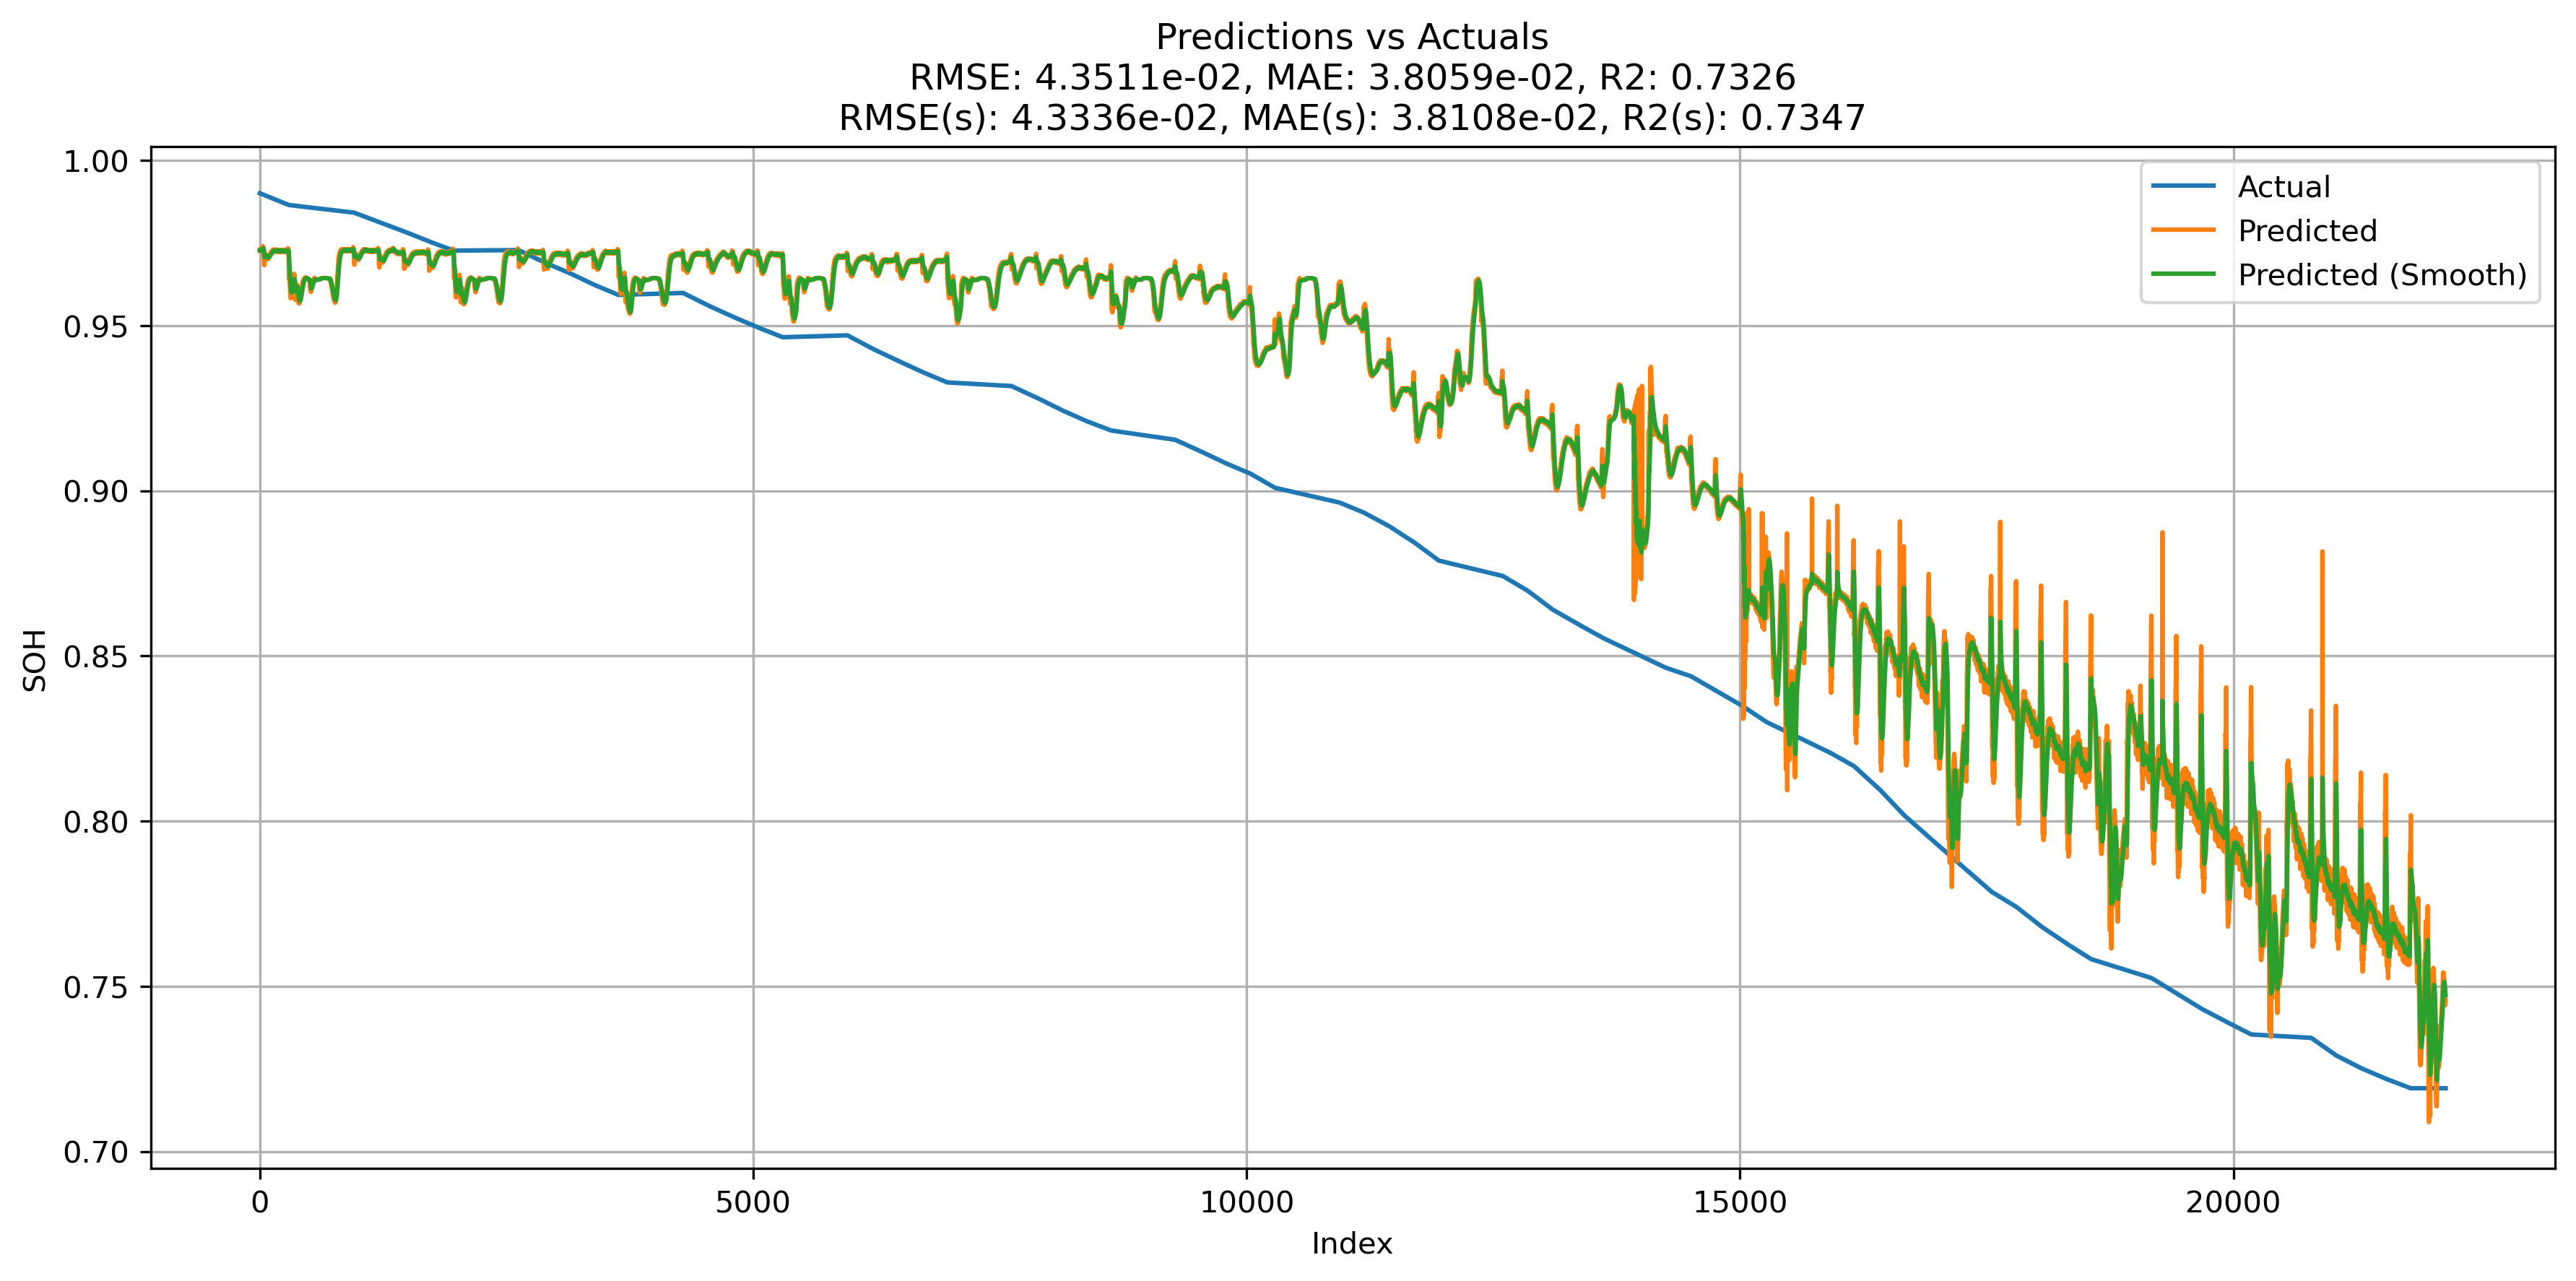 Predictions vs Actuals
RMSE: 4.3511e-02, MAE: 3.8059e-02, R2: 0.7326
RMSE(s): 4.3336e-02, MAE(s): 3.8108e-02, R2(s): 0.7347
Actual
Predicted
Predicted (Smooth)
1.00
0.95
0.90
0.85
0.80
0.75
0.70
SOH
0 5000 10000 15000 20000
Index